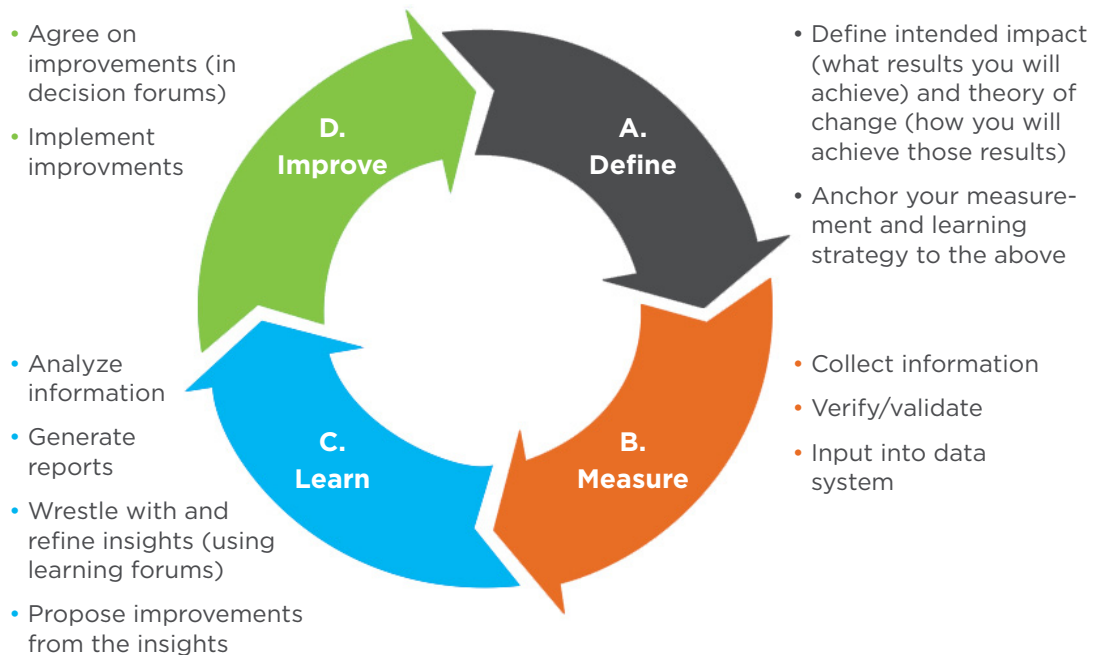 • Agree on
improvements (in
decision forums)
• Implement
improvments
D.
Improve
A.
Define
• Define intended impact
(what results you will
achieve) and theory of
change (how you will
achieve those results)
• Anchor your measure-
ment and learning
strategy to the above
• Analyze
information
• Generate
reports
• Wrestle with and
refine insights (using
learning forums)
• Propose improvements
from the insights
C.
Learn
B.
Measure
• Collect information
• Verify/validate
• Input into data
system